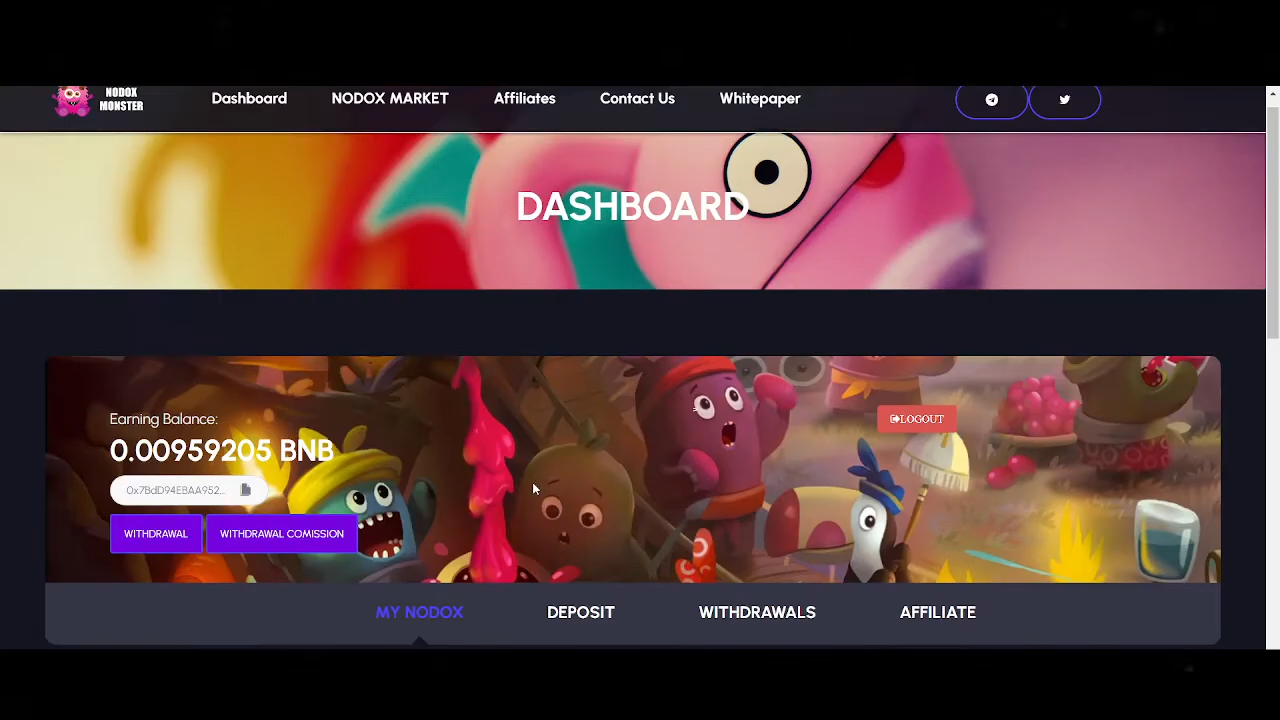 NODOX
MONSTER
Dashboard
NODOX MARKET
Affiliates
Contact Us
Whitepaper
DASHBOARD
Earning Balance:
0.00959205 BNB
0x7BdD94EBAA952...
WITHDRAWAL
WITHDRAWAL COMISSION
LOGOUT
MY NODOX
DEPOSIT
WITHDRAWALS
AFFILIATE